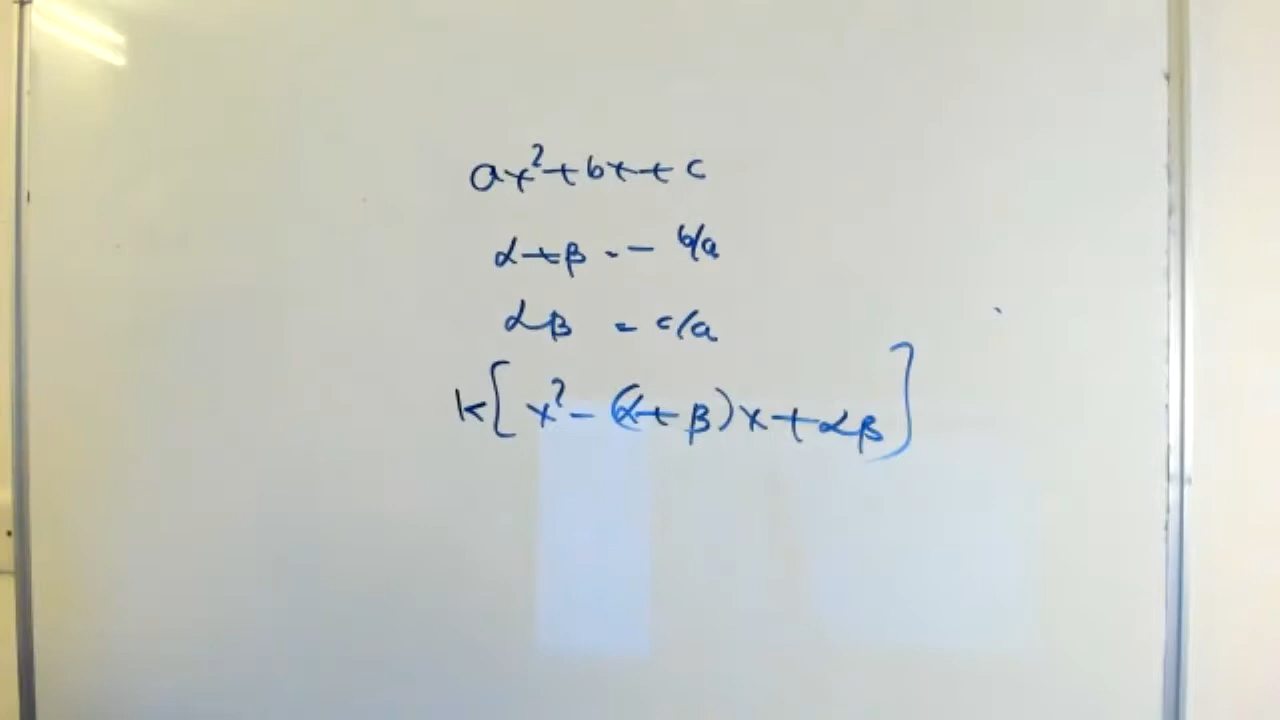 ax²+bx+c
α+β = - b/a
αβ = c/a
k[x²-(α+β)x+αβ]